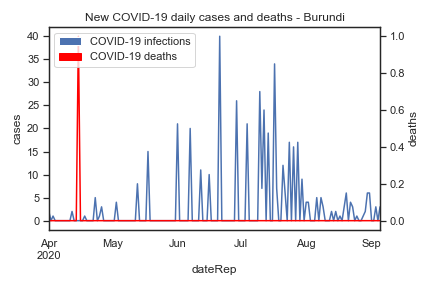 New COVID-19 daily cases and deaths - Burundi
COVID-19 infections
COVID-19 deaths
cases
40
35
30
25
20
15
10
5
0
deaths
1.0
0.8
0.6
0.4
0.2
0.0
Apr May Jun Jul Aug Sep
2020
dateRep